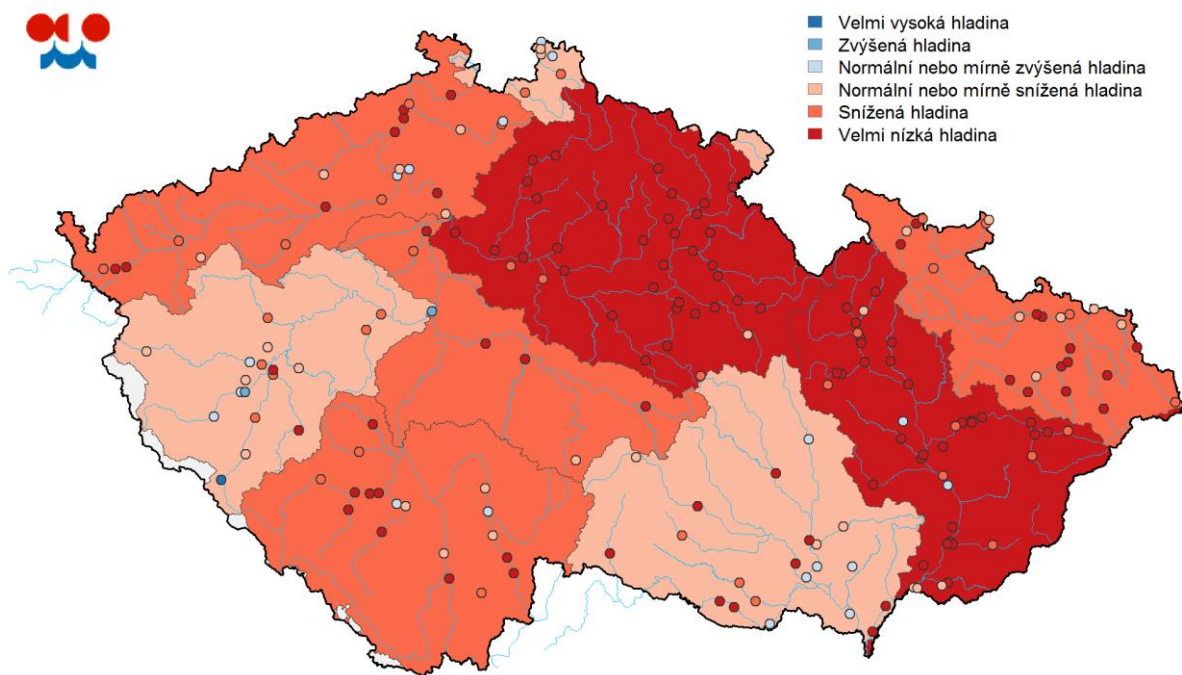 Velmi vysoká hladina
Zvýšená hladina
Normální nebo mírně zvýšená hladina
Normální nebo mírně snížená hladina
Snížená hladina
Velmi nízká hladina